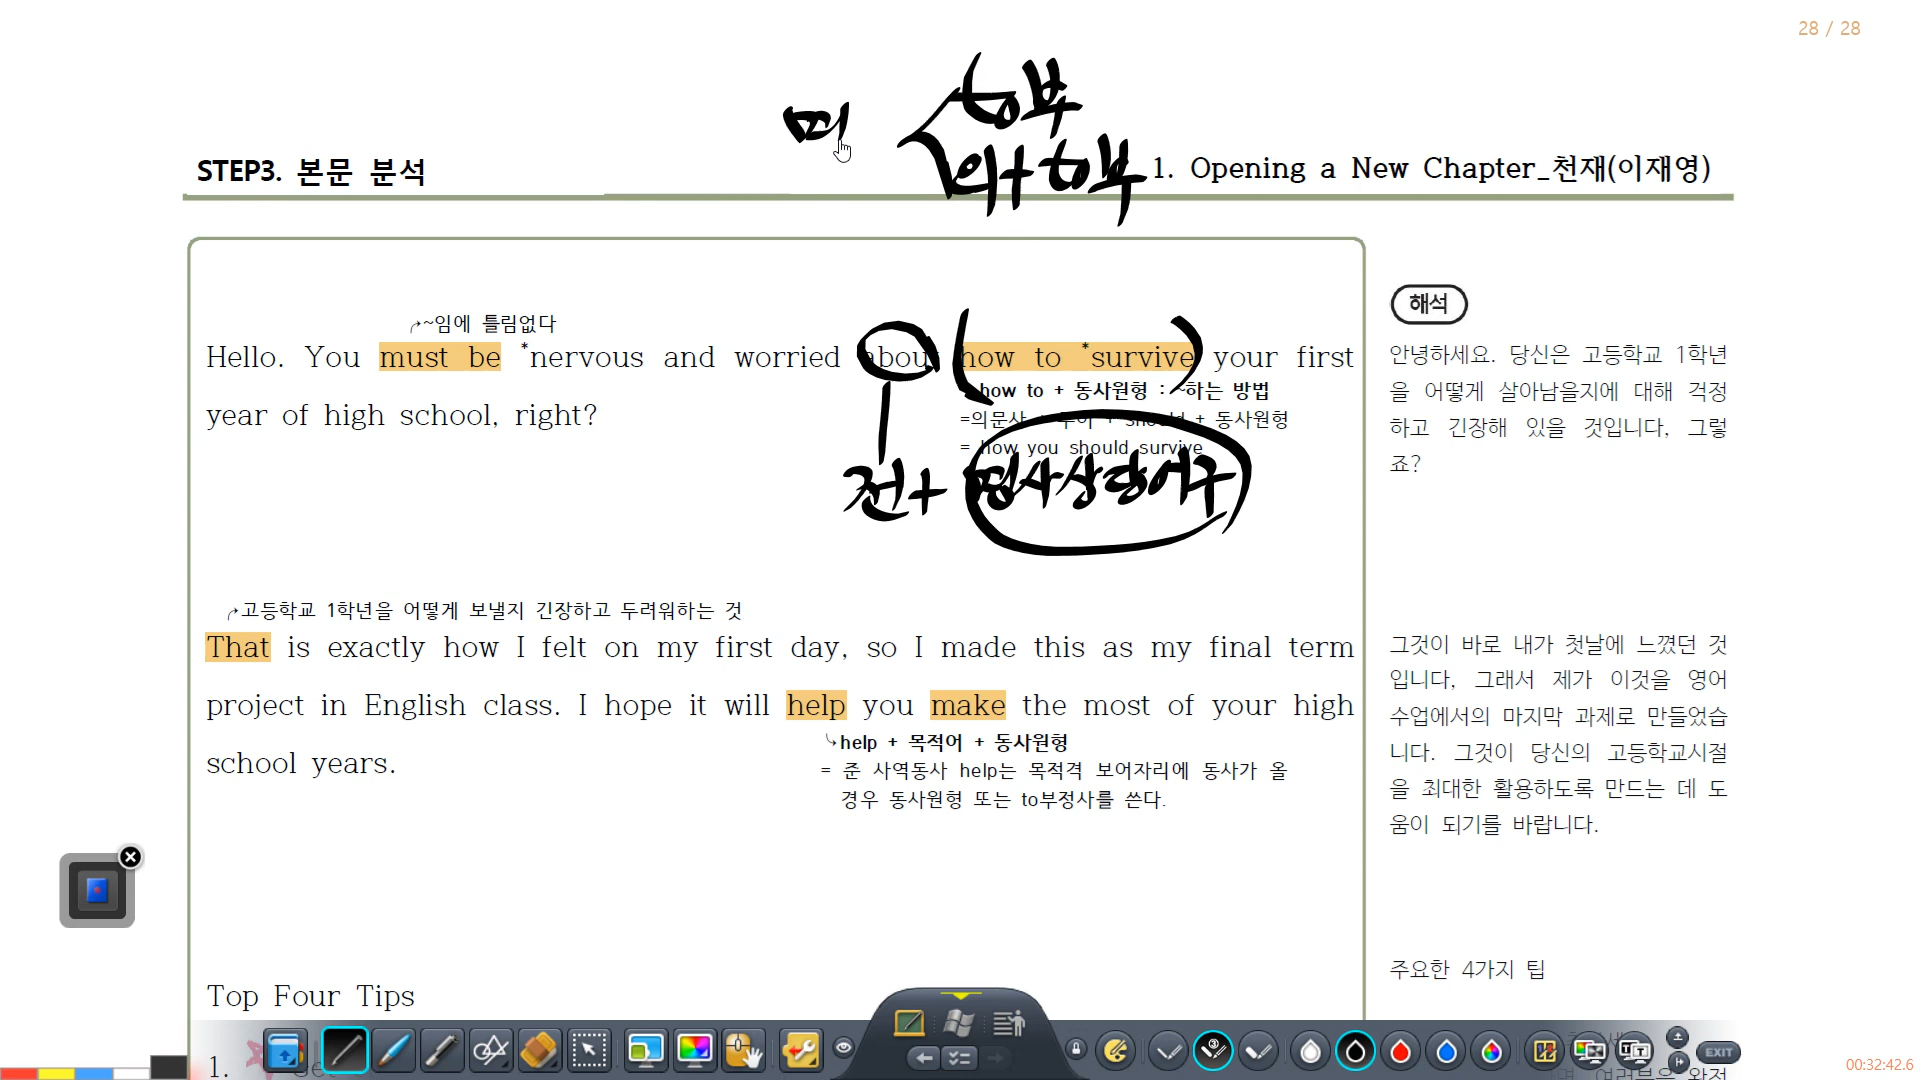 28 / 28
to부
며
의+to부
STEP3. 본문 분석
1. Opening a New Chapter_천재(이재영)
~임에 틀림없다
Hello. You must be *nervous and worried about how to *survive your first
how to + 동사원형 : ~하는 방법
year of high school, right?
=의문사 + 주어 + should + 동사원형
= how you should survive
전+ 명사상당어구
해석
안녕하세요. 당신은 고등학교 1학년
을 어떻게 살아남을지에 대해 걱정
하고 긴장해 있을 것입니다, 그렇
죠?
고등학교 1학년을 어떻게 보낼지 긴장하고 두려워하는 것
That is exactly how I felt on my first day, so I made this as my final term
project in English class. I hope it will help you make the most of your high
help + 목적어 + 동사원형
school years.
= 준 사역동사 help는 목적격 보어자리에 동사가 올
경우 동사원형 또는 to부정사를 쓴다.
그것이 바로 내가 첫날에 느꼈던 것
입니다, 그래서 제가 이것을 영어
수업에서의 마지막 과제로 만들었습
니다. 그것이 당신의 고등학교시절
을 최대한 활용하도록 만드는 데 도
움이 되기를 바랍니다.
주요한 4가지 팁
Top Four Tips
1.
EXIT
00:32:42.6